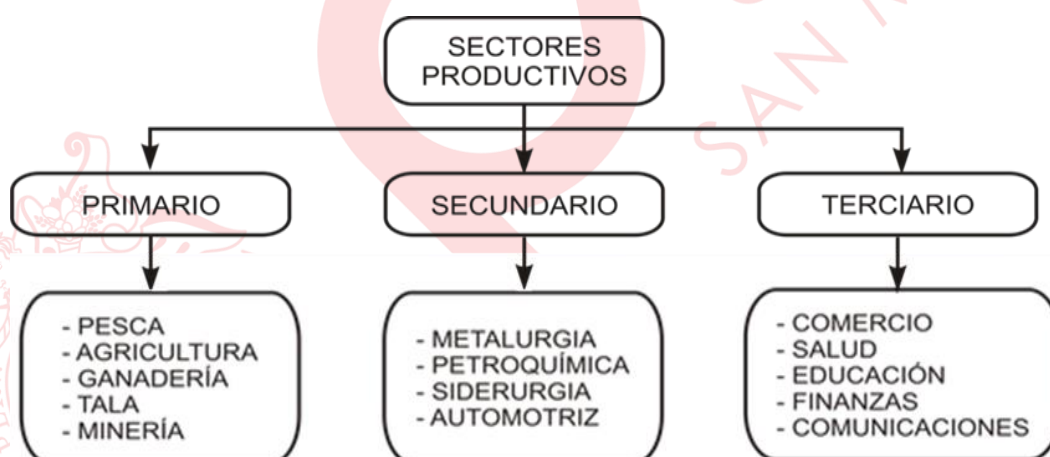 SECTORES
PRODUCTIVOS
PRIMARIO
SECUNDARIO
TERCIARIO
- PESCA
- AGRICULTURA
- GANADERÍA
- TALA
- MINERÍA
- METALURGIA
- PETROQUÍMICA
- SIDERURGIA
- AUTOMOTRIZ
- COMERCIO
- SALUD
- EDUCACIÓN
- FINANZAS
- COMUNICACIONES
SAN